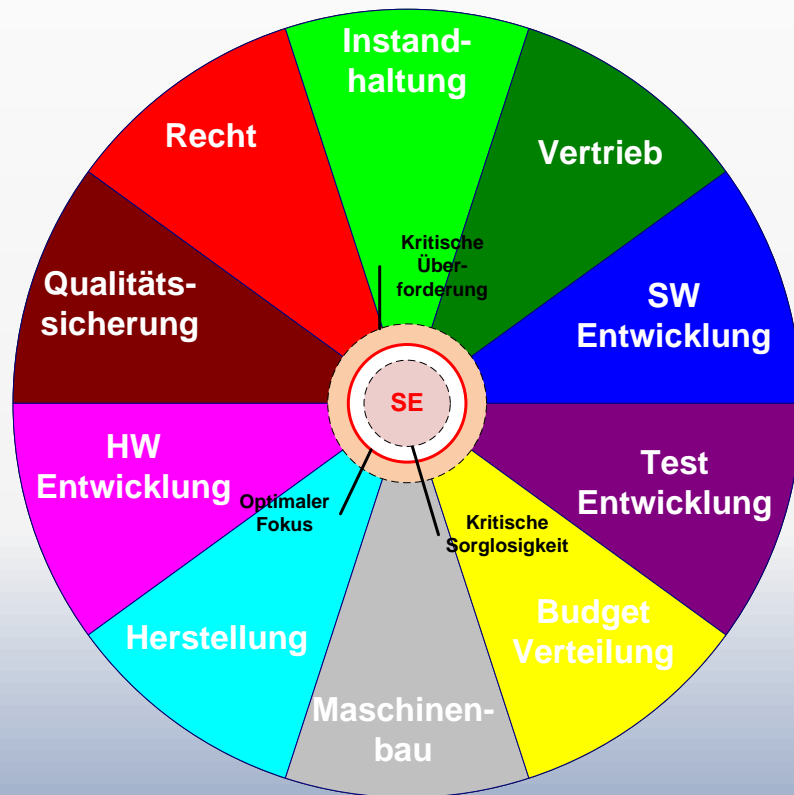 Instand-
haltung
Recht
Vertrieb
Kritische
Über-
forderung
Qualitäts-
sicherung
SW
Entwicklung
SE
HW
Entwicklung
Test
Entwicklung
Optimaler
Fokus
Kritische
Sorglosigkeit
Herstellung
Budget
Verteilung
Maschinen-
bau